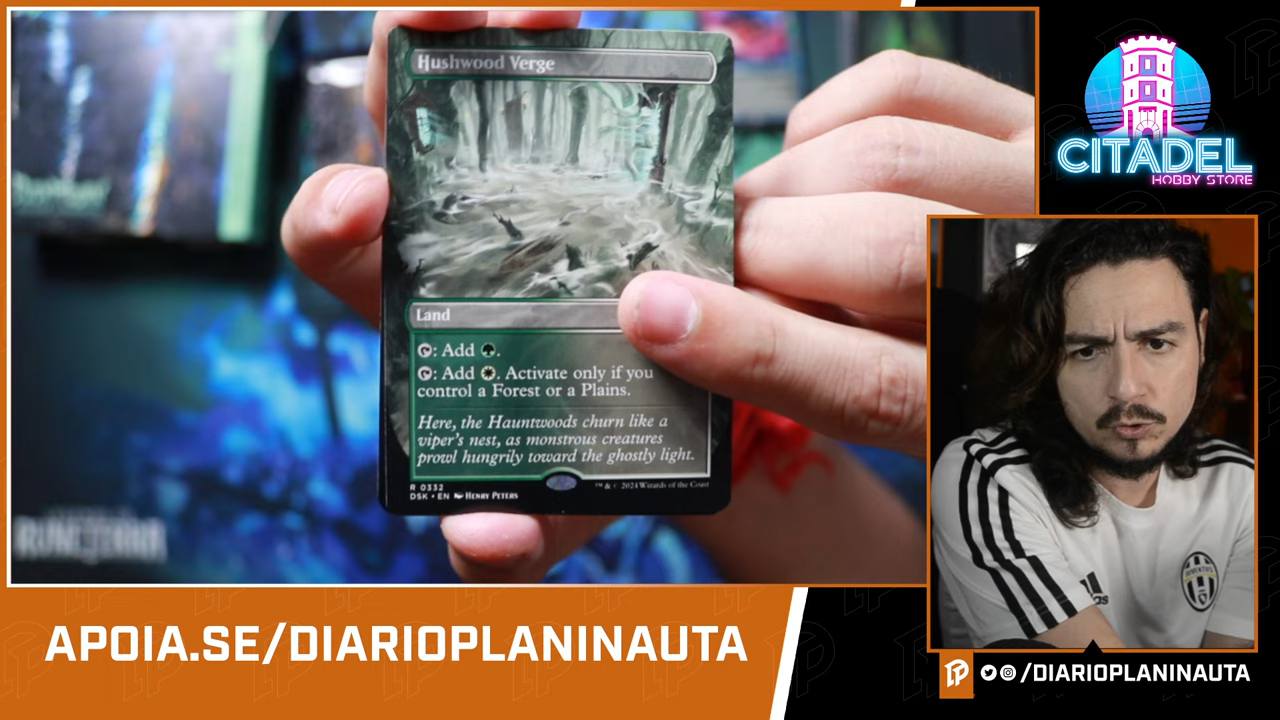 Hushwood Verge
Land
: Add .
: Add . Activate only if you
control a Forest or a Plains.
Here, the Hauntwoods churn like a
viper's nest, as monstrous creatures
prowl hungrily toward the ghostly light.
R 0332
DSK • EN HENRY PETERS
™ & © 2024 Wizards of the Coast
CITADEL
HOBBY STORE
adidas
JUVENTUS
APOIA.SE/DIARIOPLANINAUTA
/DIARIOPLANINAUTA